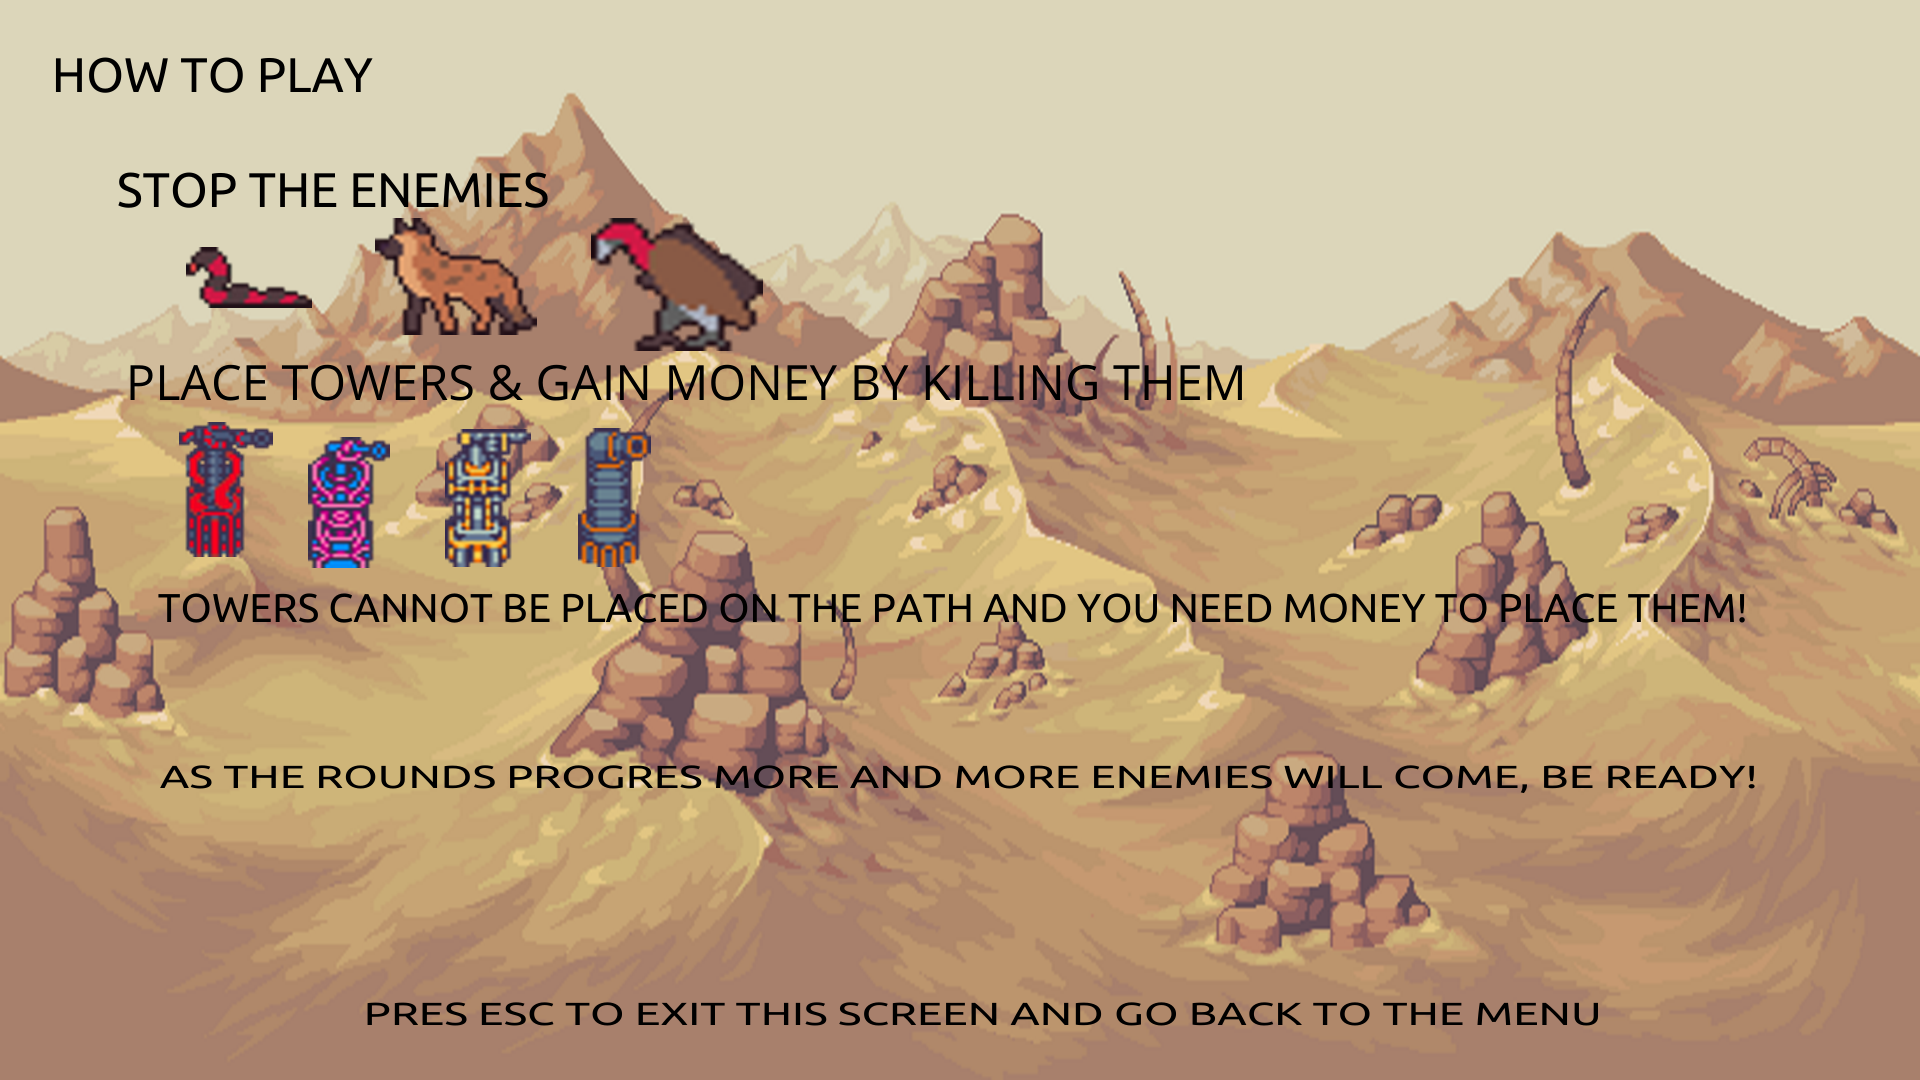 HOW TO PLAY
STOP THE ENEMIES
PLACE TOWERS & GAIN MONEY BY KILLING THEM
TOWERS CANNOT BE PLACED ON THE PATH AND YOU NEED MONEY TO PLACE THEM!
AS THE ROUNDS PROGRES MORE AND MORE ENEMIES WILL COME, BE READY!
PRES ESC TO EXIT THIS SCREEN AND GO BACK TO THE MENU